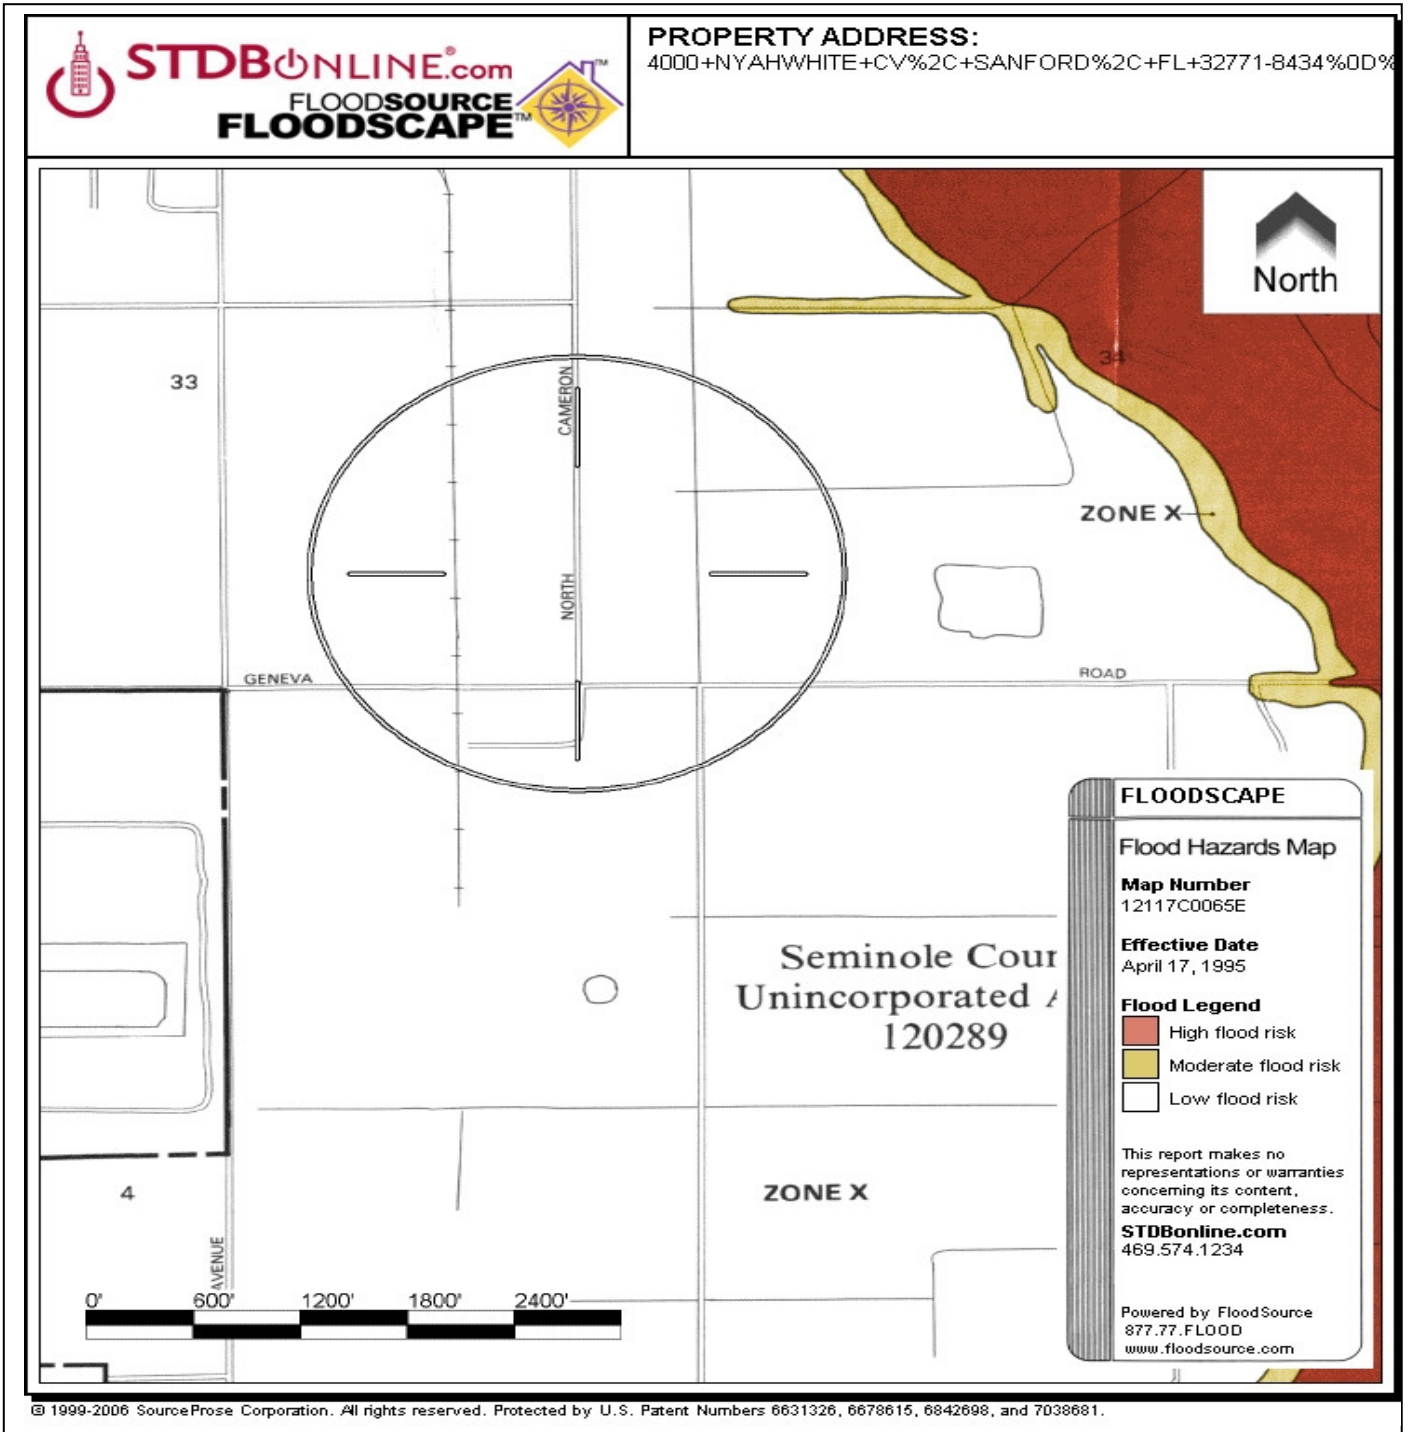 STDBONLINE.com®
FLOODSOURCE
FLOODSCAPE™
TM
PROPERTY ADDRESS:
4000+NYAHWHITE+CV%2C+SANFORD%2C+FL+32771-8434%0D%
North
33
34
CAMERON
ZONE X
NORTH
GENEVA
ROAD
Seminole Coun
Unincorporated A
120289
4
ZONE X
AVENUE
0' 600' 1200' 1800' 2400'
FLOODSCAPE
Flood Hazards Map
Map Number
12117C0065E
Effective Date
April 17, 1995
Flood Legend
High flood risk
Moderate flood risk
Low flood risk
This report makes no
representations or warranties
concerning its content,
accuracy or completeness.
STDBonline.com
469.574.1234
Powered by FloodSource
877.77.FLOOD
www.floodsource.com
© 1999-2006 SourceProse Corporation. All rights reserved. Protected by U.S. Patent Numbers 6631326, 6678615, 6842698, and 7038681.